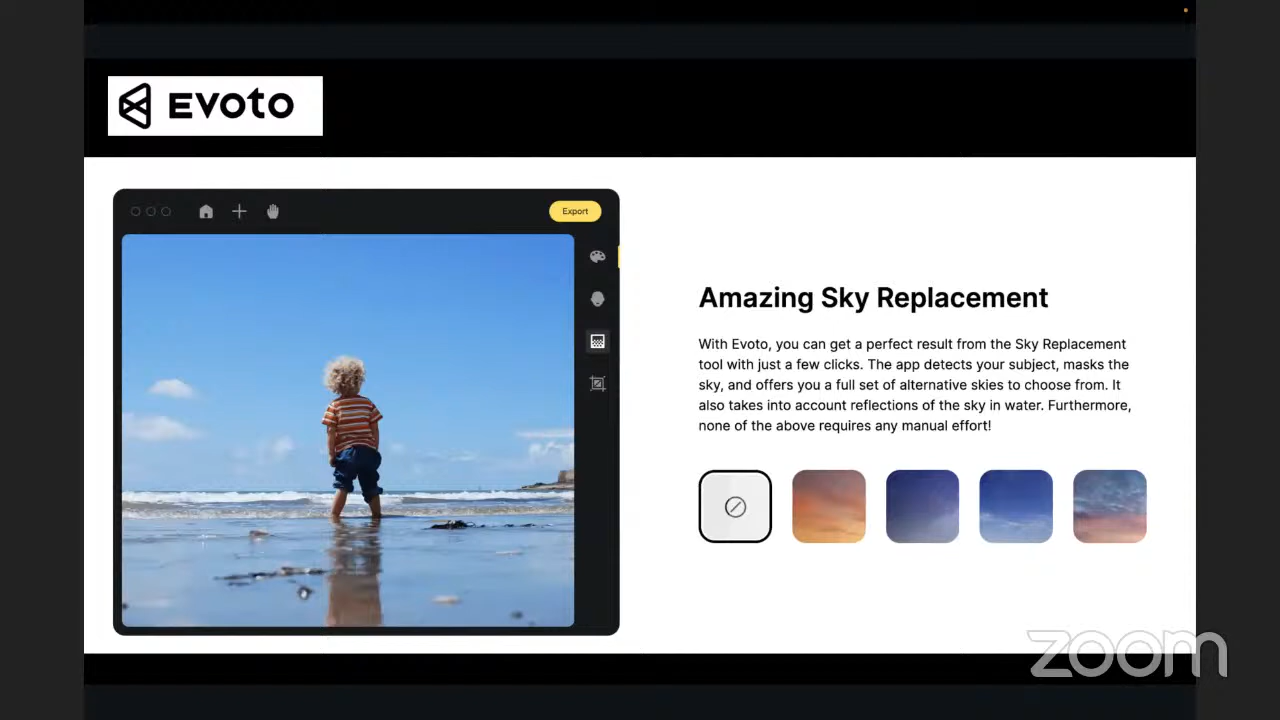 EVOTO
Export
Amazing Sky Replacement
With Evoto, you can get a perfect result from the Sky Replacement
tool with just a few clicks. The app detects your subject, masks the
sky, and offers you a full set of alternative skies to choose from. It
also takes into account reflections of the sky in water. Furthermore,
none of the above requires any manual effort!
zoom